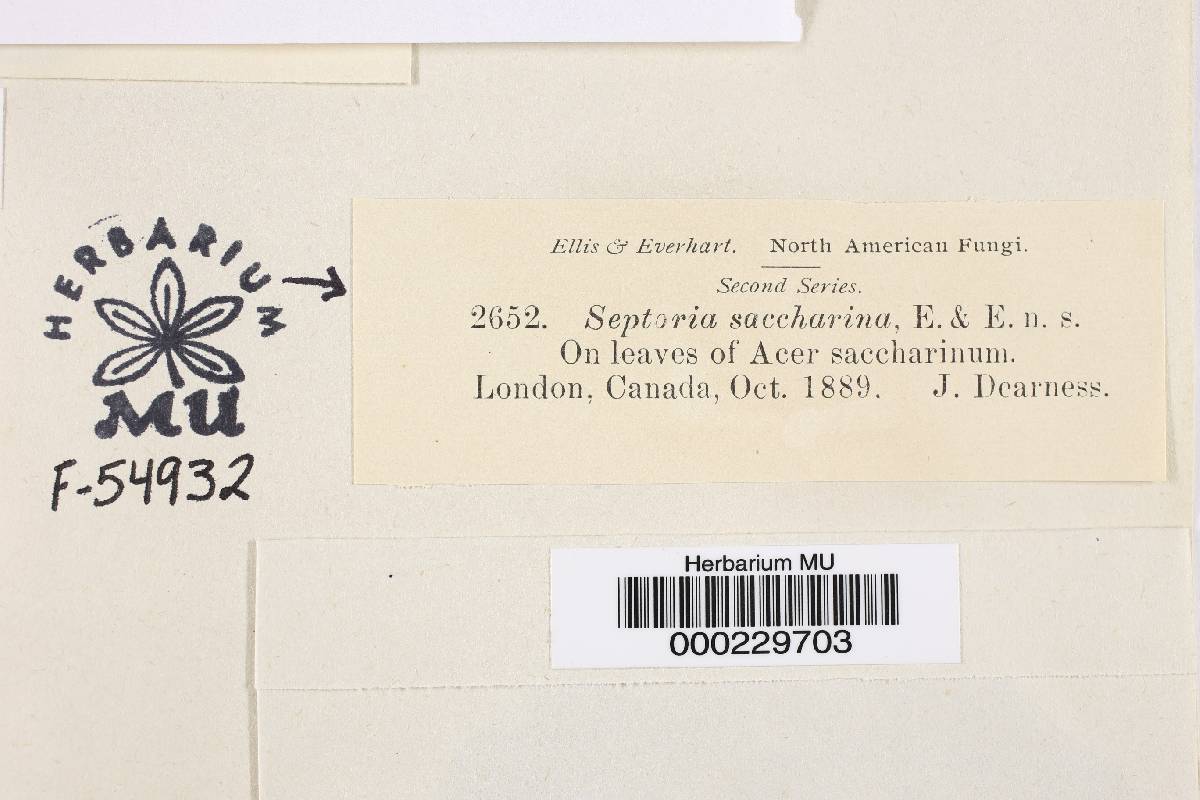 HERBARIUM
MU
F-54932
Ellis & Everhart. North American Fungi.
Second Series.
2652. Septoria saccharina, E. & E. n. s.
On leaves of Acer saccharinum.
London, Canada, Oct. 1889. J. Dearness.
Herbarium MU
000229703